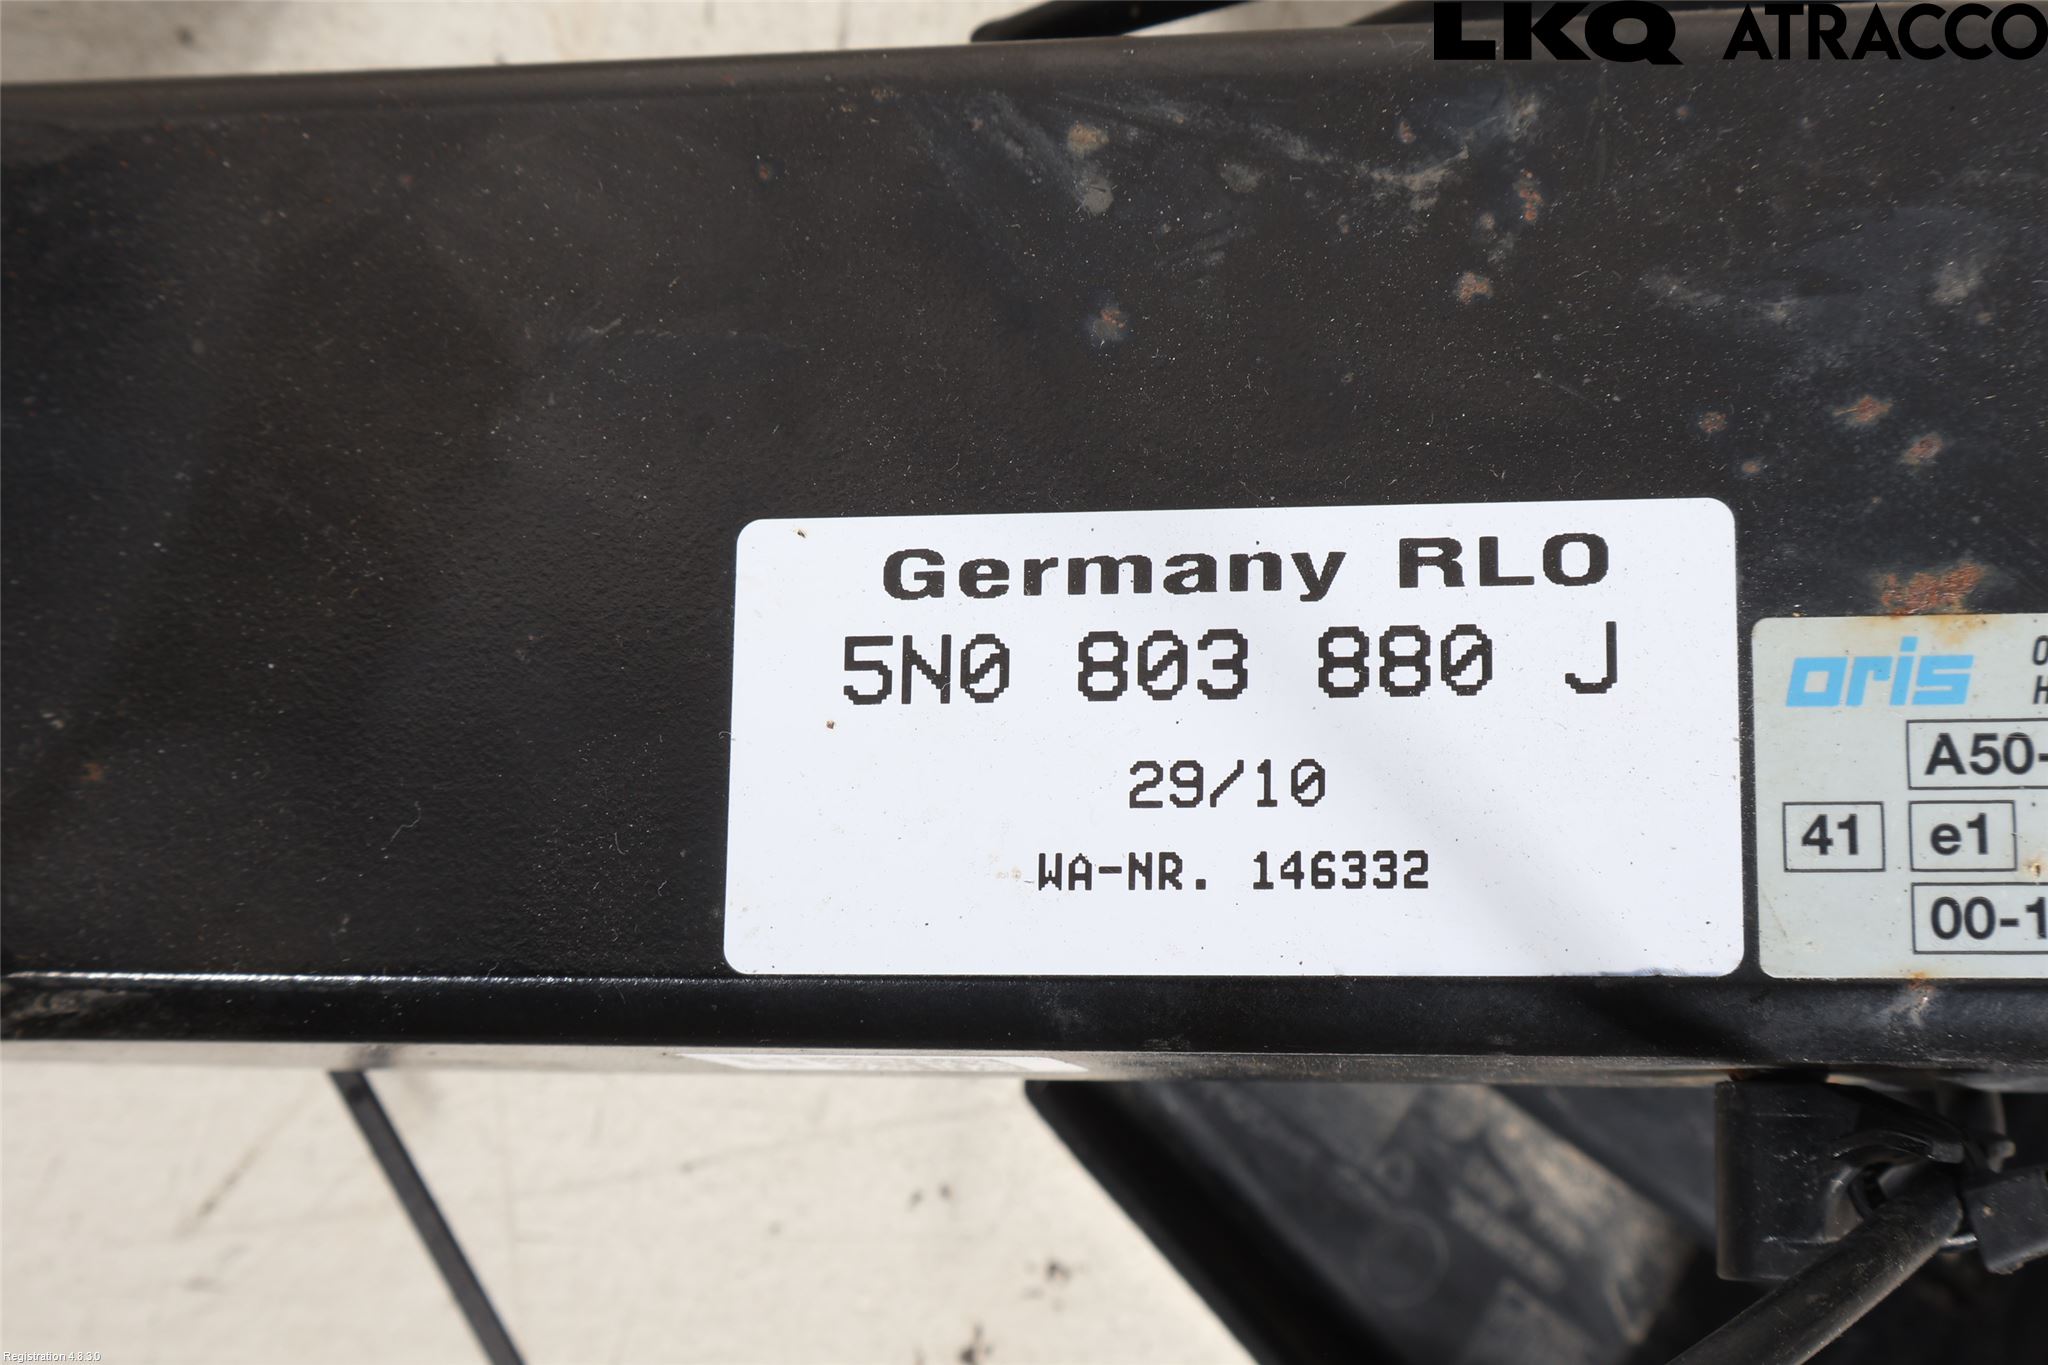 LKQ ATRACCO
Germany RLO
5N0 803 880 J
29/10
WA-NR. 146332
oris
A50-
41 e1
00-1
Registration 4.8.3.0